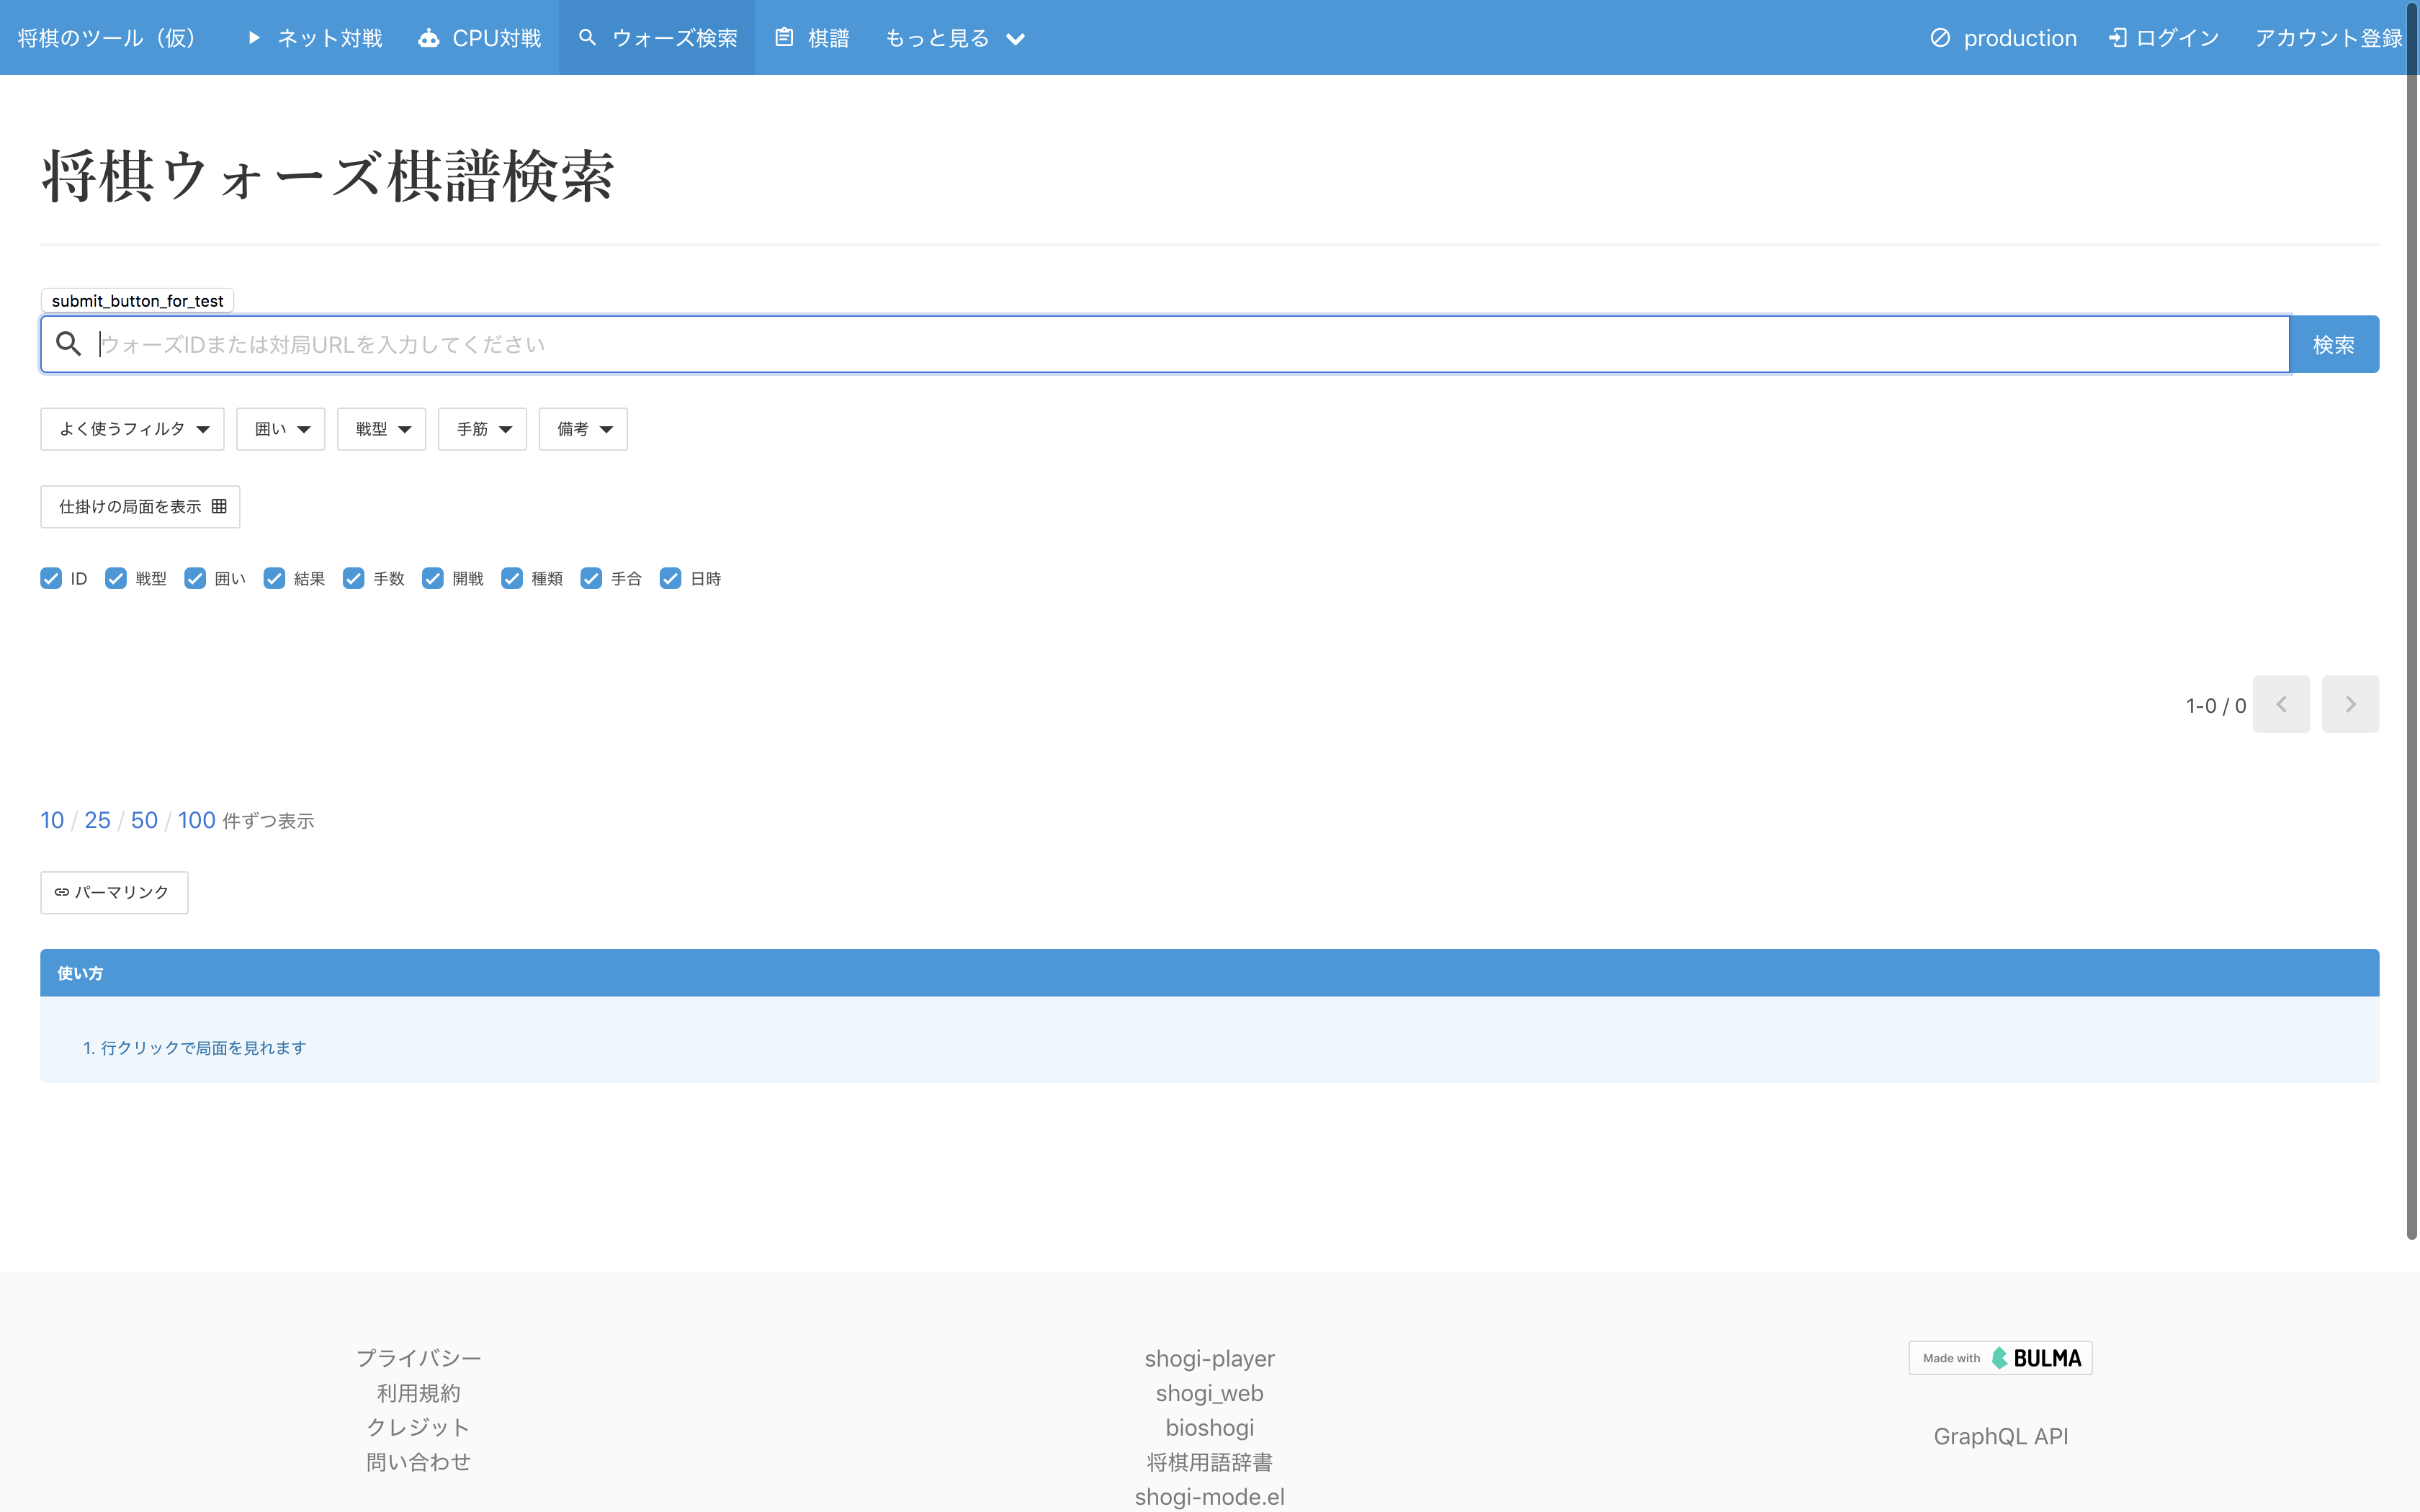 将棋のツール（仮） ネット対戦 CPU対戦 ウォーズ検索 棋譜 もっと見る production ログイン アカウント登録
将棋ウォーズ棋譜検索
submit_button_for_test
ウォーズIDまたは対局URLを入力してください 検索
よく使うフィルタ 囲い 戦型 手筋 備考
仕掛けの局面を表示
ID 戦型 囲い 結果 手数 開戦 種類 手合 日時
1-0 / 0
10 / 25 / 50 / 100 件ずつ表示
パーマリンク
使い方
1. 行クリックで局面を見れます
プライバシー
利用規約
クレジット
問い合わせ
shogi-player
shogi_web
bioshogi
将棋用語辞書
shogi-mode.el
Made with BULMA
GraphQL API